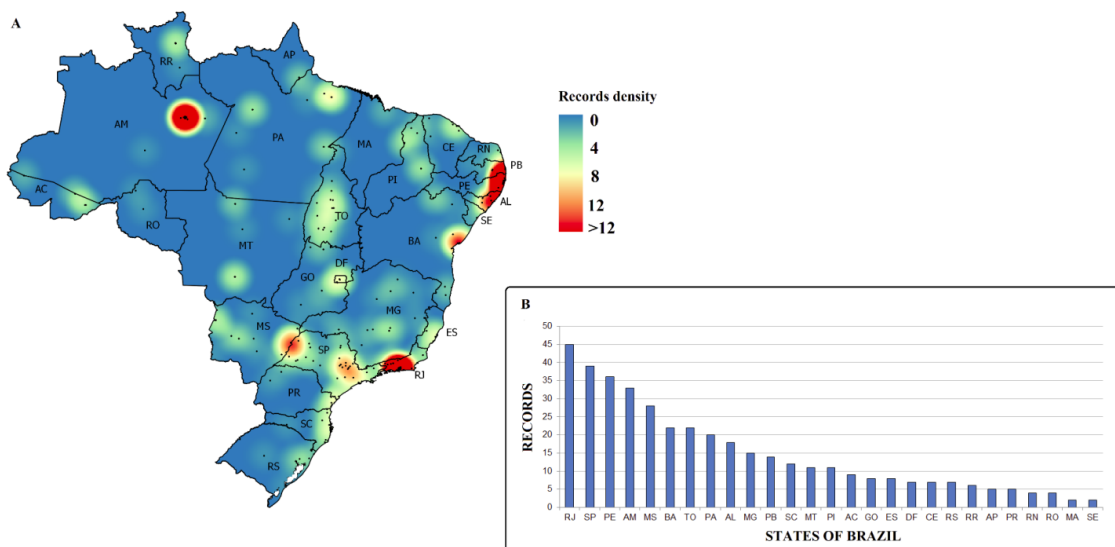 A
RR
AP
AM
PA
MA
CE
RN
PB
PI
PE
AL
AC
SE
RO
TO
BA
MT
DF
GO
MG
MS
ES
SP
RJ
PR
SC
RS
Records density
0
4
8
12
>12
B
50
45
40
35
30
25
20
15
10
5
0
RECORDS
RJ SP PE AM MS BA TO PA AL MG PB SC MT PI AC GO ES DF CE RS RR AP PR RN RO MA SE
STATES OF BRAZIL